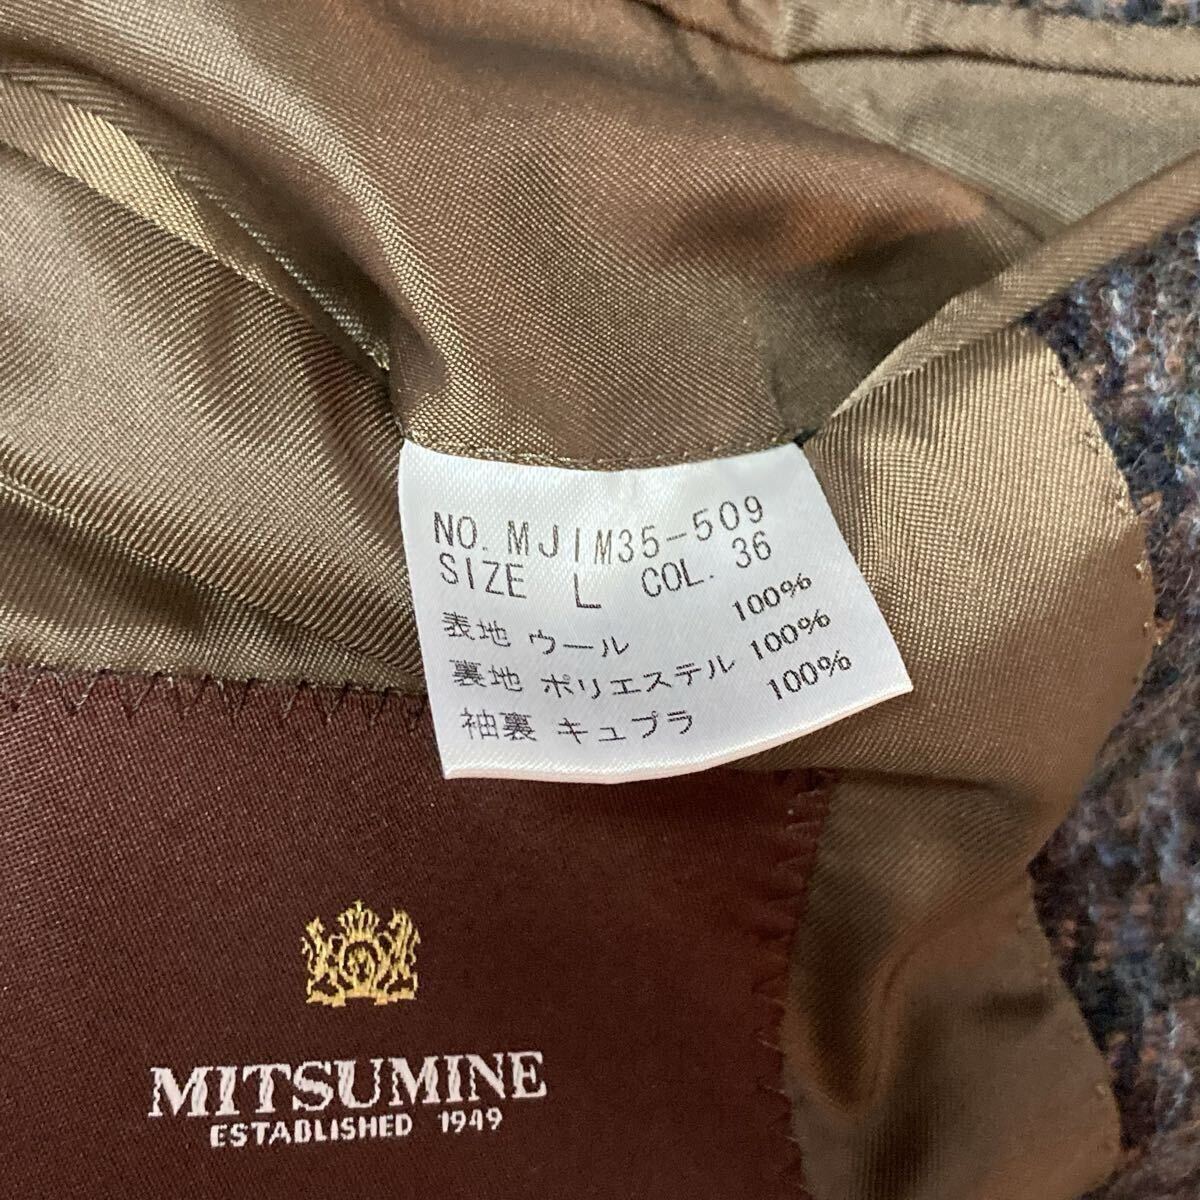 NO. MJIM35-509
SIZE L COL. 36
表地 ウール 100%
裏地 ポリエステル 100%
袖裏 キュプラ 100%
MITSUMINE
ESTABLISHED 1949